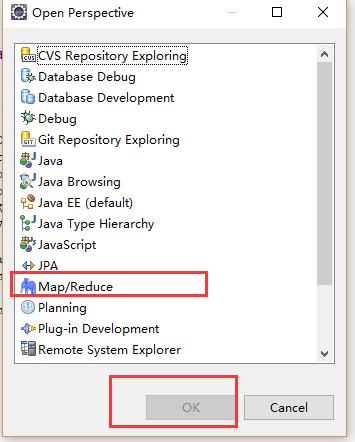 Open Perspective
CVS Repository Exploring
Database Debug
Database Development
Debug
Git Repository Exploring
Java
Java Browsing
Java EE (default)
Java Type Hierarchy
JavaScript
JPA
Map/Reduce
Planning
Plug-in Development
Remote System Explorer
OK Cancel